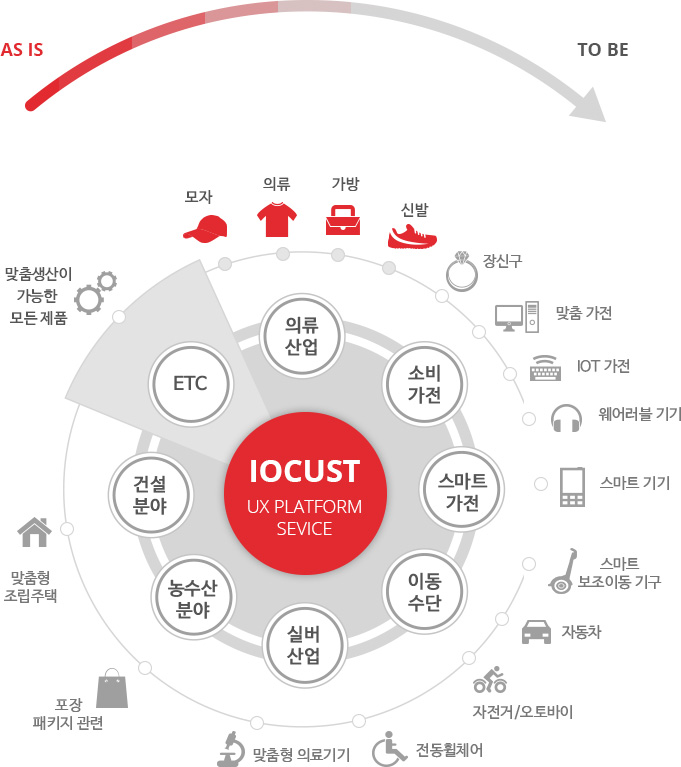 AS IS
TO BE
모자
의류
가방
신발
장신구
맞춤생산이
가능한
모든 제품
맞춤 가전
IOT 가전
웨어러블 기기
스마트 기기
스마트
보조이동 기구
자동차
자전거/오토바이
전동휠체어
맞춤형 의료기기
포장
패키지 관련
맞춤형
조립주택
의류
산업
소비
가전
스마트
가전
이동
수단
실버
산업
농수산
분야
건설
분야
ETC
IOCUST
UX PLATFORM
SEVICE